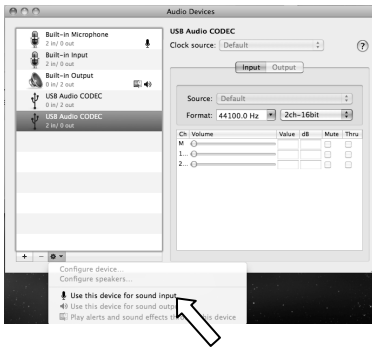 Audio Devices
Built-in Microphone
2 in/ 0 out
Built-in Input
2 in/ 0 out
Built-in Output
0 in/ 2 out
USB Audio CODEC
0 in/ 2 out
USB Audio CODEC
2 in/ 0 out
USB Audio CODEC
Clock source: Default
?
Input Output
Source: Default
Format: 44100.0 Hz 2ch-16bit
Ch Volume Value dB Mute Thru
M
1...
2...
+ -
Configure device...
Configure speakers...
Use this device for sound input
Use this device for sound outpu
Play alerts and sound effects th this device